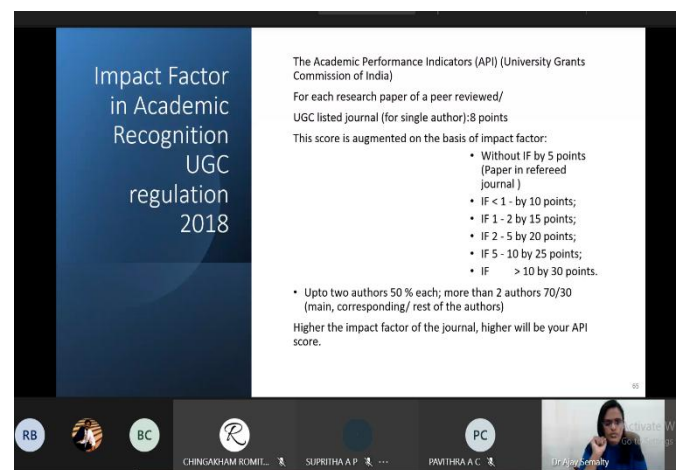 Impact Factor
in Academic
Recognition
UGC
regulation
2018
The Academic Performance Indicators (API) (University Grants
Commission of India)
For each research paper of a peer reviewed/
UGC listed journal (for single author):8 points
This score is augmented on the basis of impact factor:
• Without IF by 5 points
(Paper in refereed
journal )
• IF < 1 - by 10 points;
• IF 1 - 2 by 15 points;
• IF 2 - 5 by 20 points;
• IF 5 - 10 by 25 points;
• IF > 10 by 30 points.
• Upto two authors 50 % each; more than 2 authors 70/30
(main, corresponding/ rest of the authors)
Higher the impact factor of the journal, higher will be your API
score.
65
RB
BC
R
CHINGAKHAM ROMIT...
SUPRITHA A P ...
PC
PAVITHRA A C
Activate W
Go to Settings
Dr Ajay Semalty